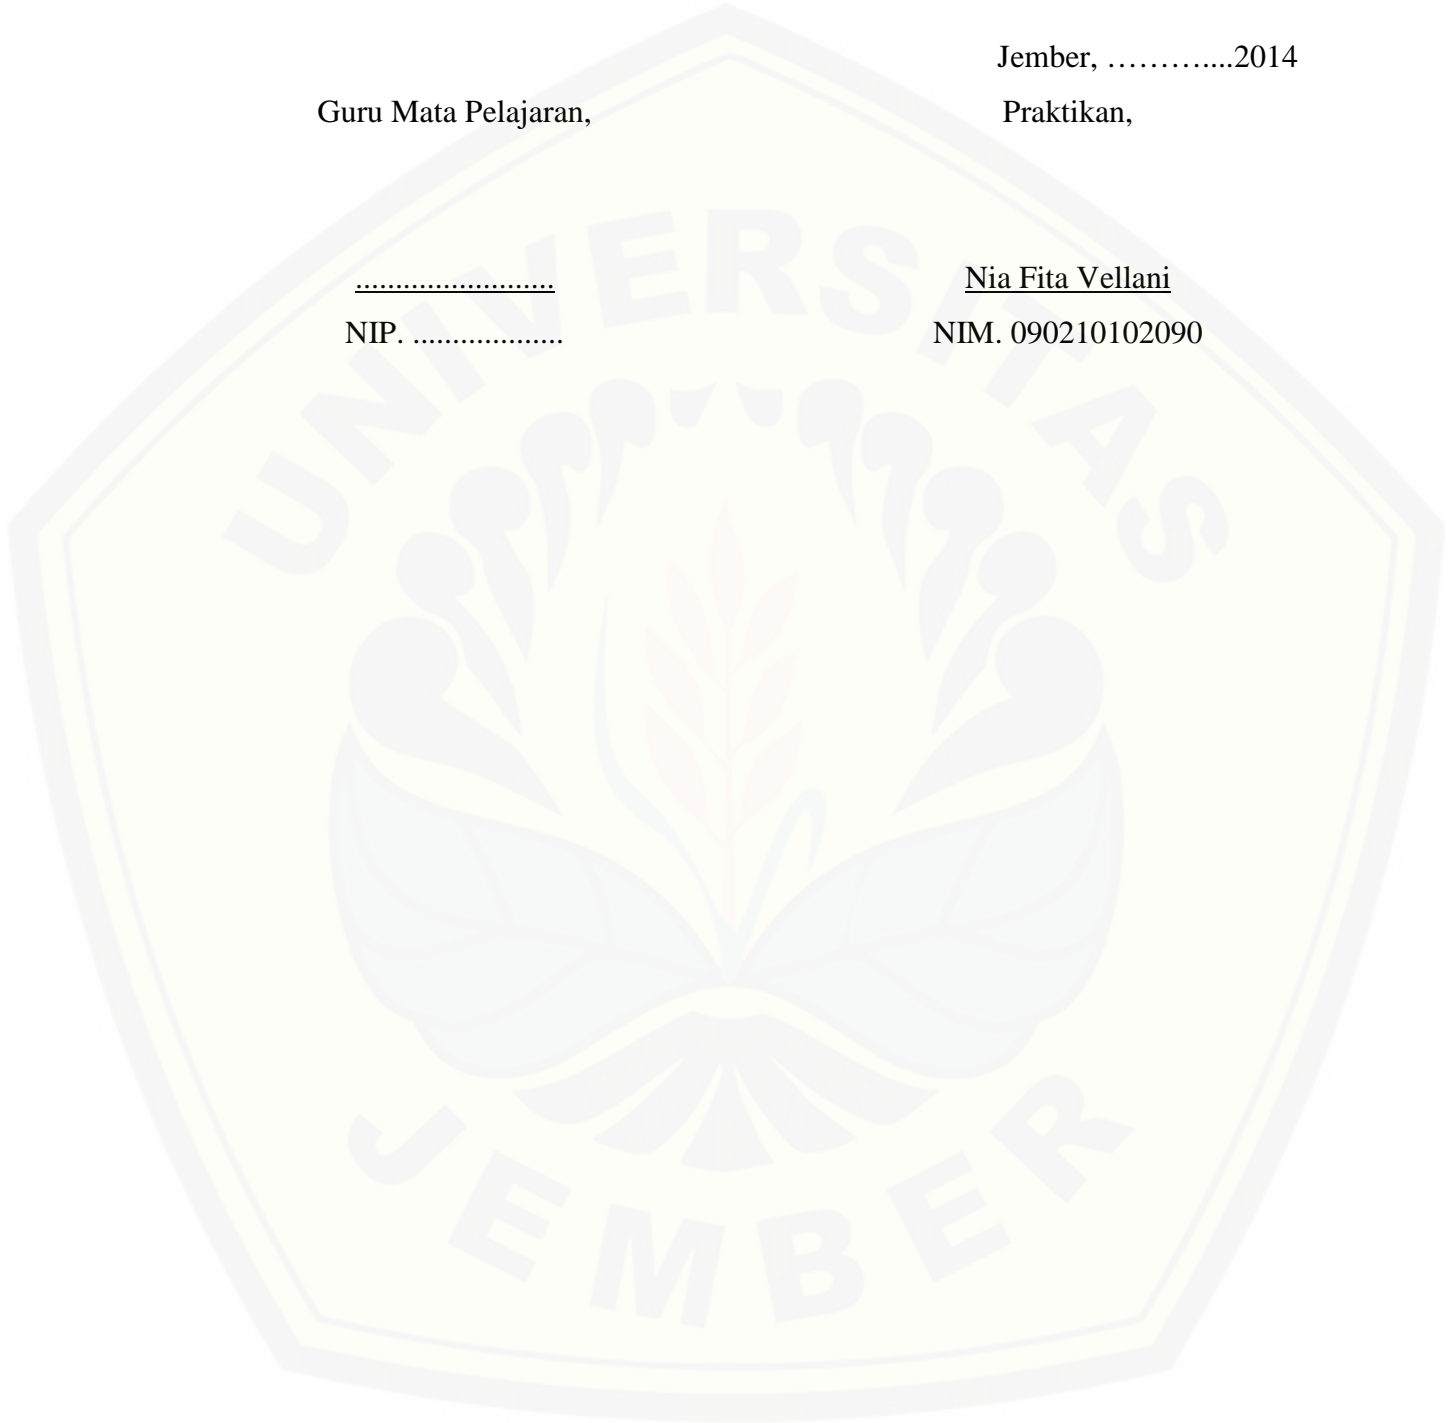 Jember, ………....2014
Guru Mata Pelajaran,
Praktikan,
.........................
Nia Fita Vellani
NIP. ...................
NIM. 090210102090
UNIVERSITAS
JEMBER